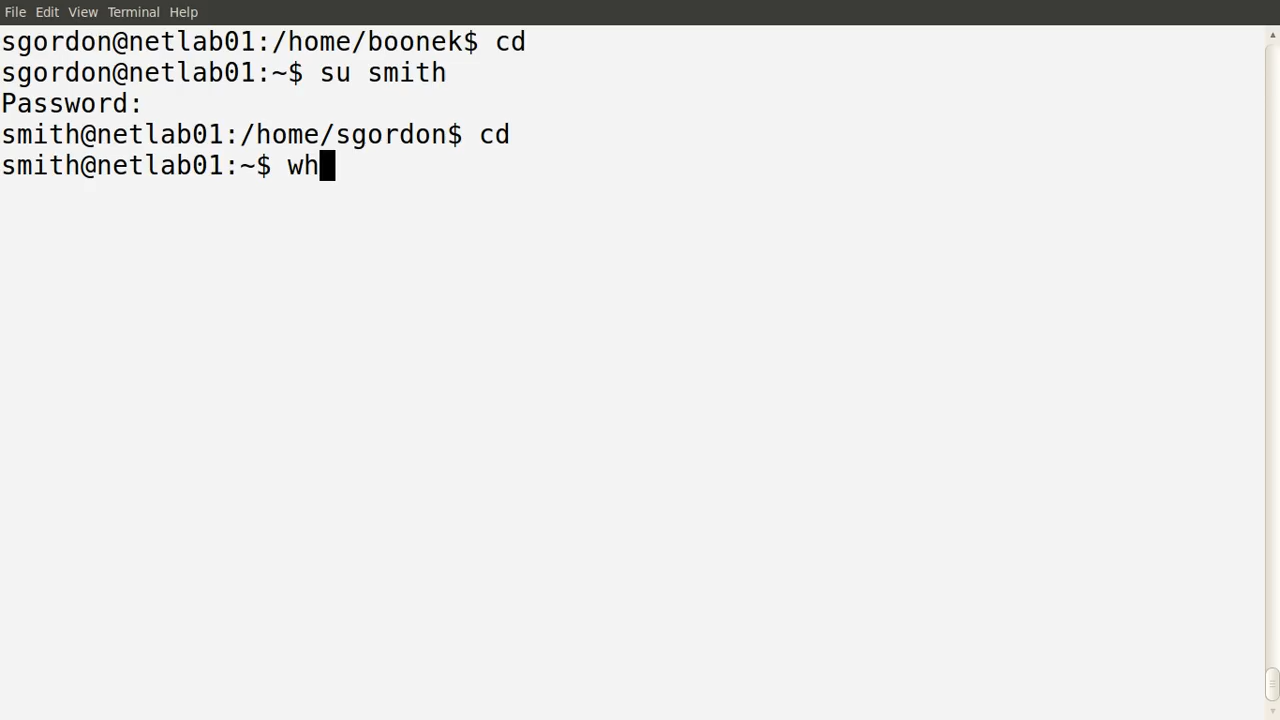 File Edit View Terminal Help
sgordon@netlab01:/home/boonek$ cd
sgordon@netlab01:~$ su smith
Password:
smith@netlab01:/home/sgordon$ cd
smith@netlab01:~$ wh